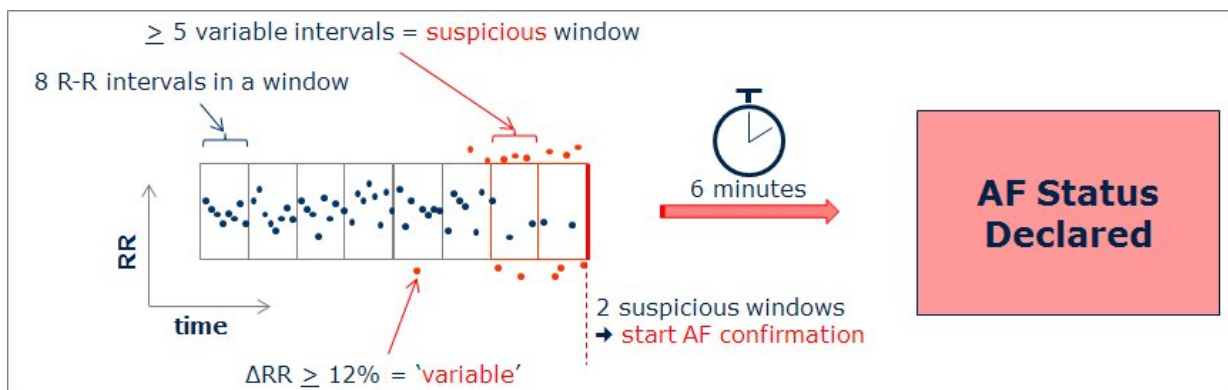 ≥ 5 variable intervals = suspicious window
8 R-R intervals in a window
6 minutes
AF Status
Declared
RR
time
2 suspicious windows
➔ start AF confirmation
ΔRR ≥ 12% = ‘variable’